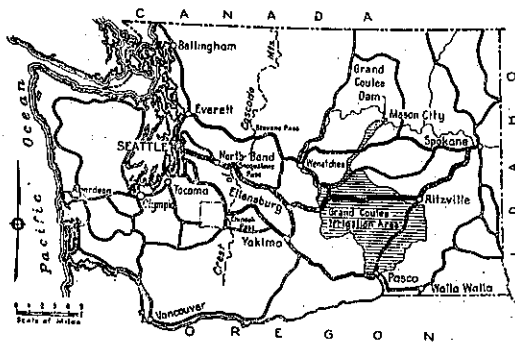 CANADA
Bellingham
Mts.
Grand
Coulee
Dam
Mason City
Everett
Cascade
Stevens Pass
Spokane
IDAHO
Pacific Ocean
SEATTLE
North Bend
Snoqualmie
Pass
Wenatchee
Aberdeen
Olympia
Tacoma
Ellensburg
Ritzville
Grand Coulee
Irrigation Area
Yakima
Crest
Pasco
Walla Walla
Vancouver
Scale of Miles
OREGON